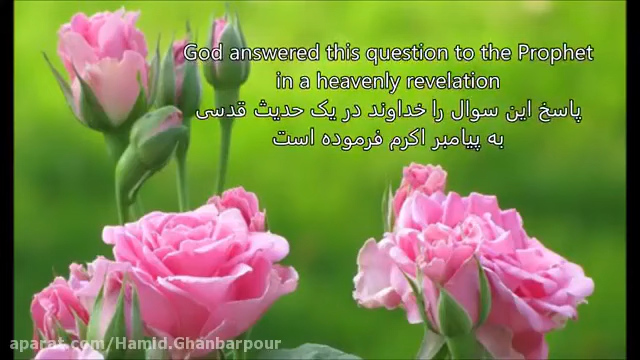 God answered this question to the Prophet
in a heavenly revelation
پاسخ این سوال را خداوند در یک حدیث قدسی
به پیامبر اکرم فرموده است
aparat.com/Hamid.Ghanbarpour